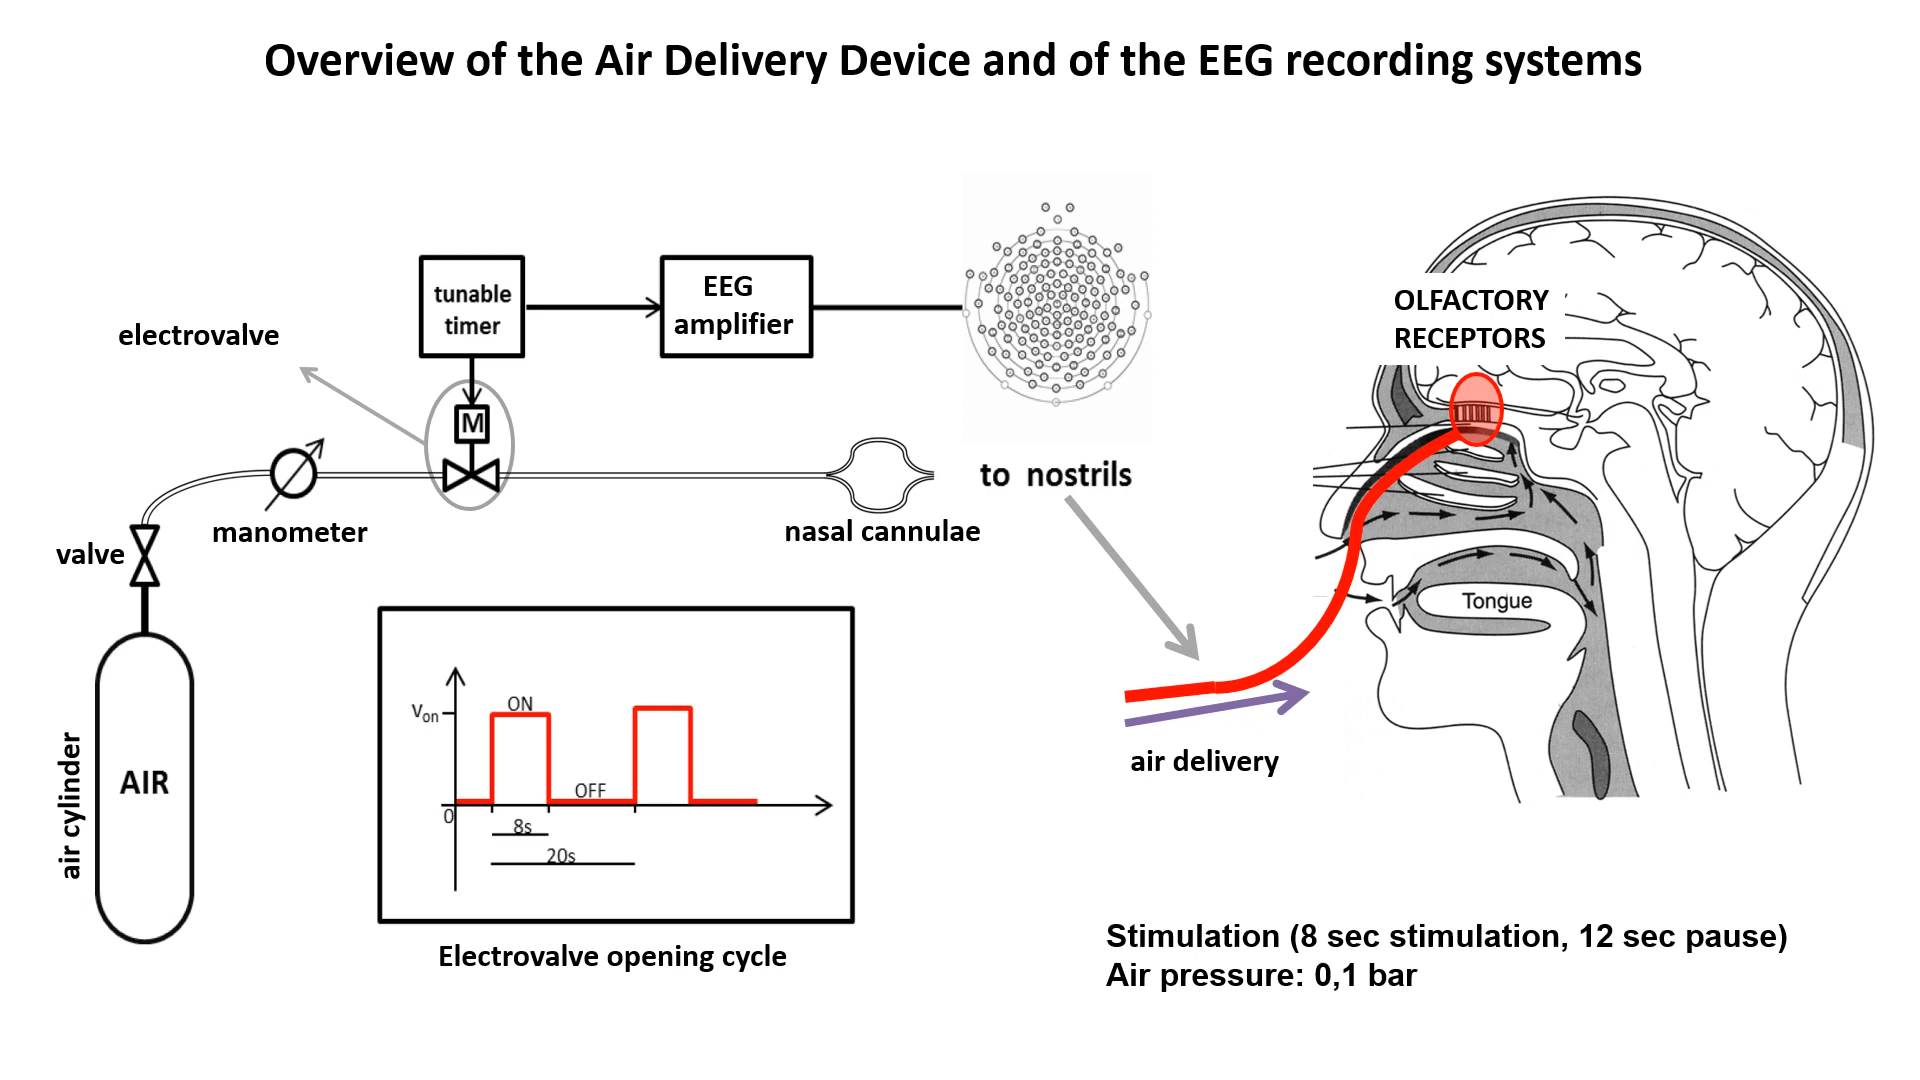 Overview of the Air Delivery Device and of the EEG recording systems
tunable
timer
EEG
amplifier
electrovalve
M
manometer
valve
nasal cannulae
to nostrils
OLFACTORY
RECEPTORS
Tongue
air delivery
air cylinder
AIR
Von
ON
OFF
0
8s
20s
Electrovalve opening cycle
Stimulation (8 sec stimulation, 12 sec pause)
Air pressure: 0,1 bar